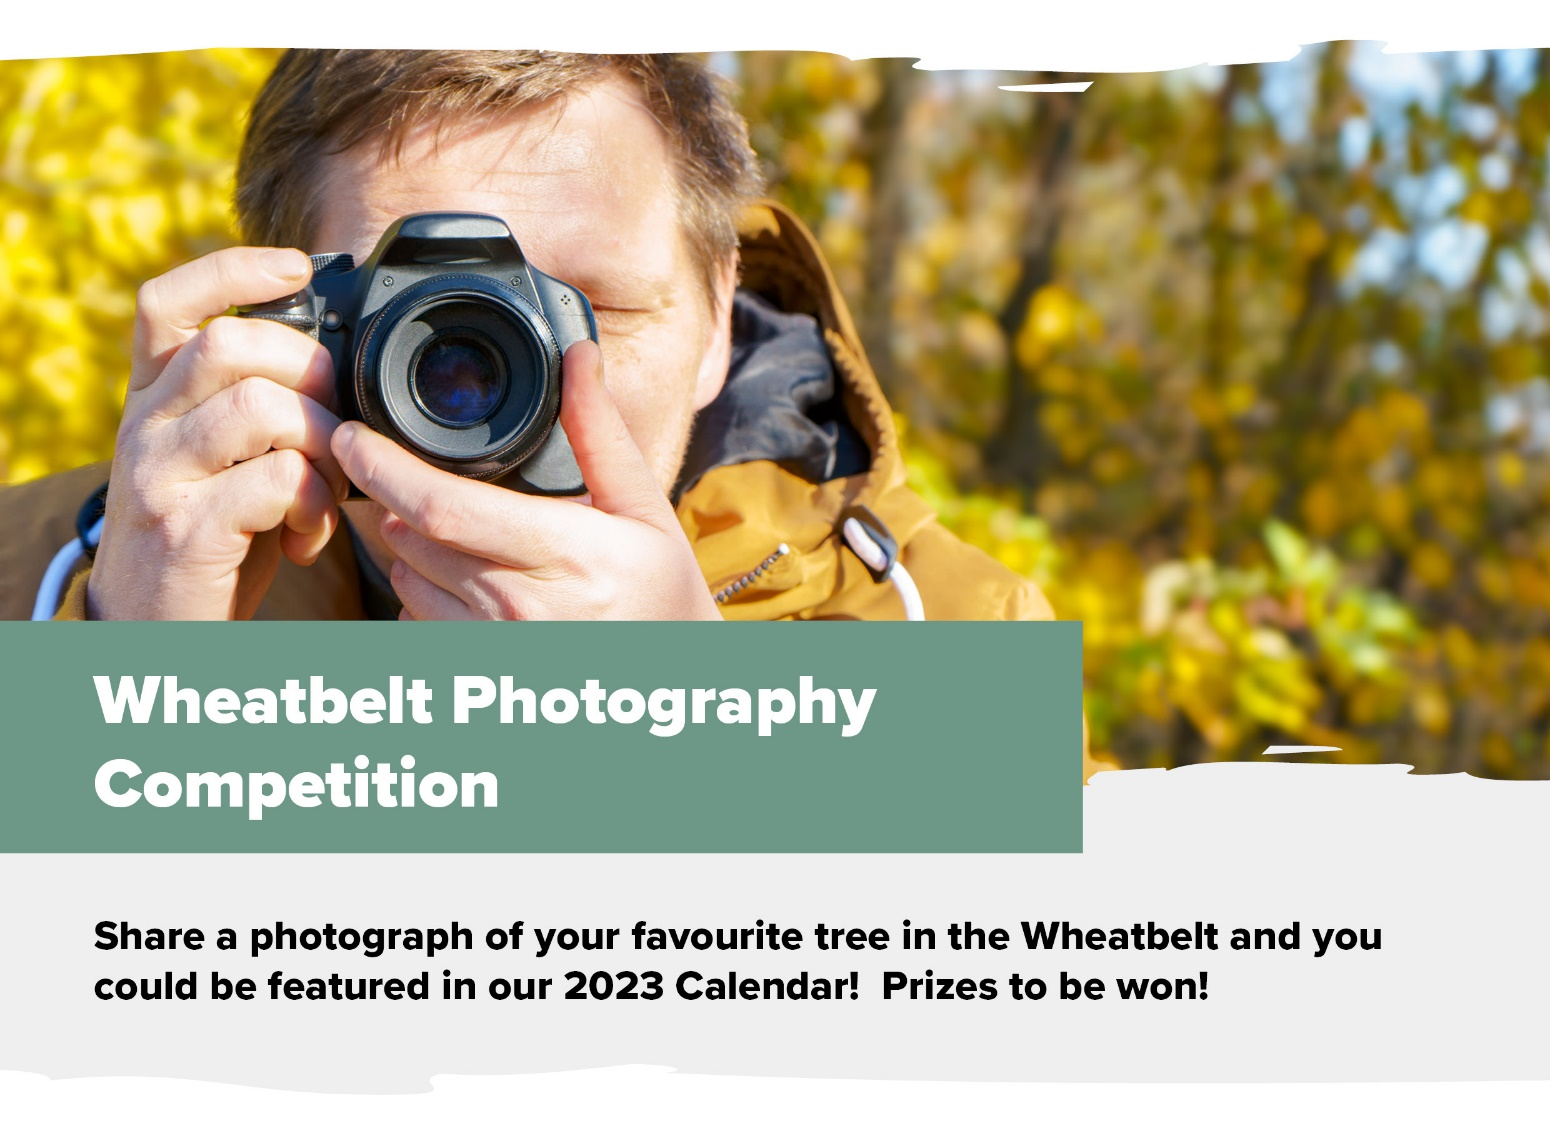 Wheatbelt Photography
Competition
Share a photograph of your favourite tree in the Wheatbelt and you
could be featured in our 2023 Calendar!  Prizes to be won!